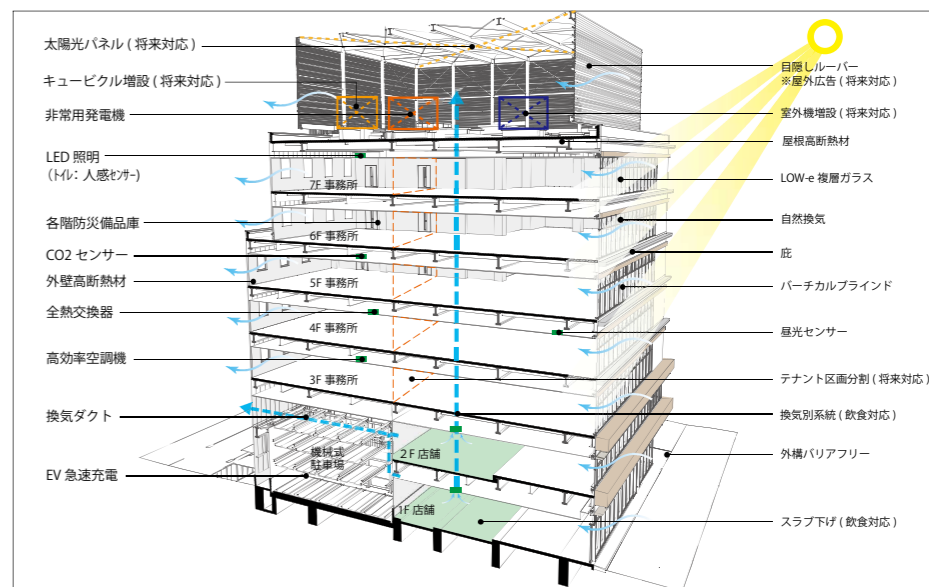 太陽光パネル ( 将来対応 )
キュービクル増設 ( 将来対応 )
非常用発電機
LED 照明
(トイレ: 人感センサー)
各階防災備品庫
CO2 センサー
外壁高断熱材
全熱交換器
高効率空調機
換気ダクト
EV 急速充電
7F 事務所
6F 事務所
5F 事務所
4F 事務所
3F 事務所
2F 店舗
機械式
駐車場
1F 店舗
目隠しルーバー
※屋外広告 ( 将来対応 )
室外機増設 ( 将来対応 )
屋根高断熱材
LOW-e 複層ガラス
自然換気
庇
バーチカルブラインド
昼光センサー
テナント区画分割 ( 将来対応 )
換気別系統 ( 飲食対応 )
外構バリアフリー
スラブ下げ ( 飲食対応 )